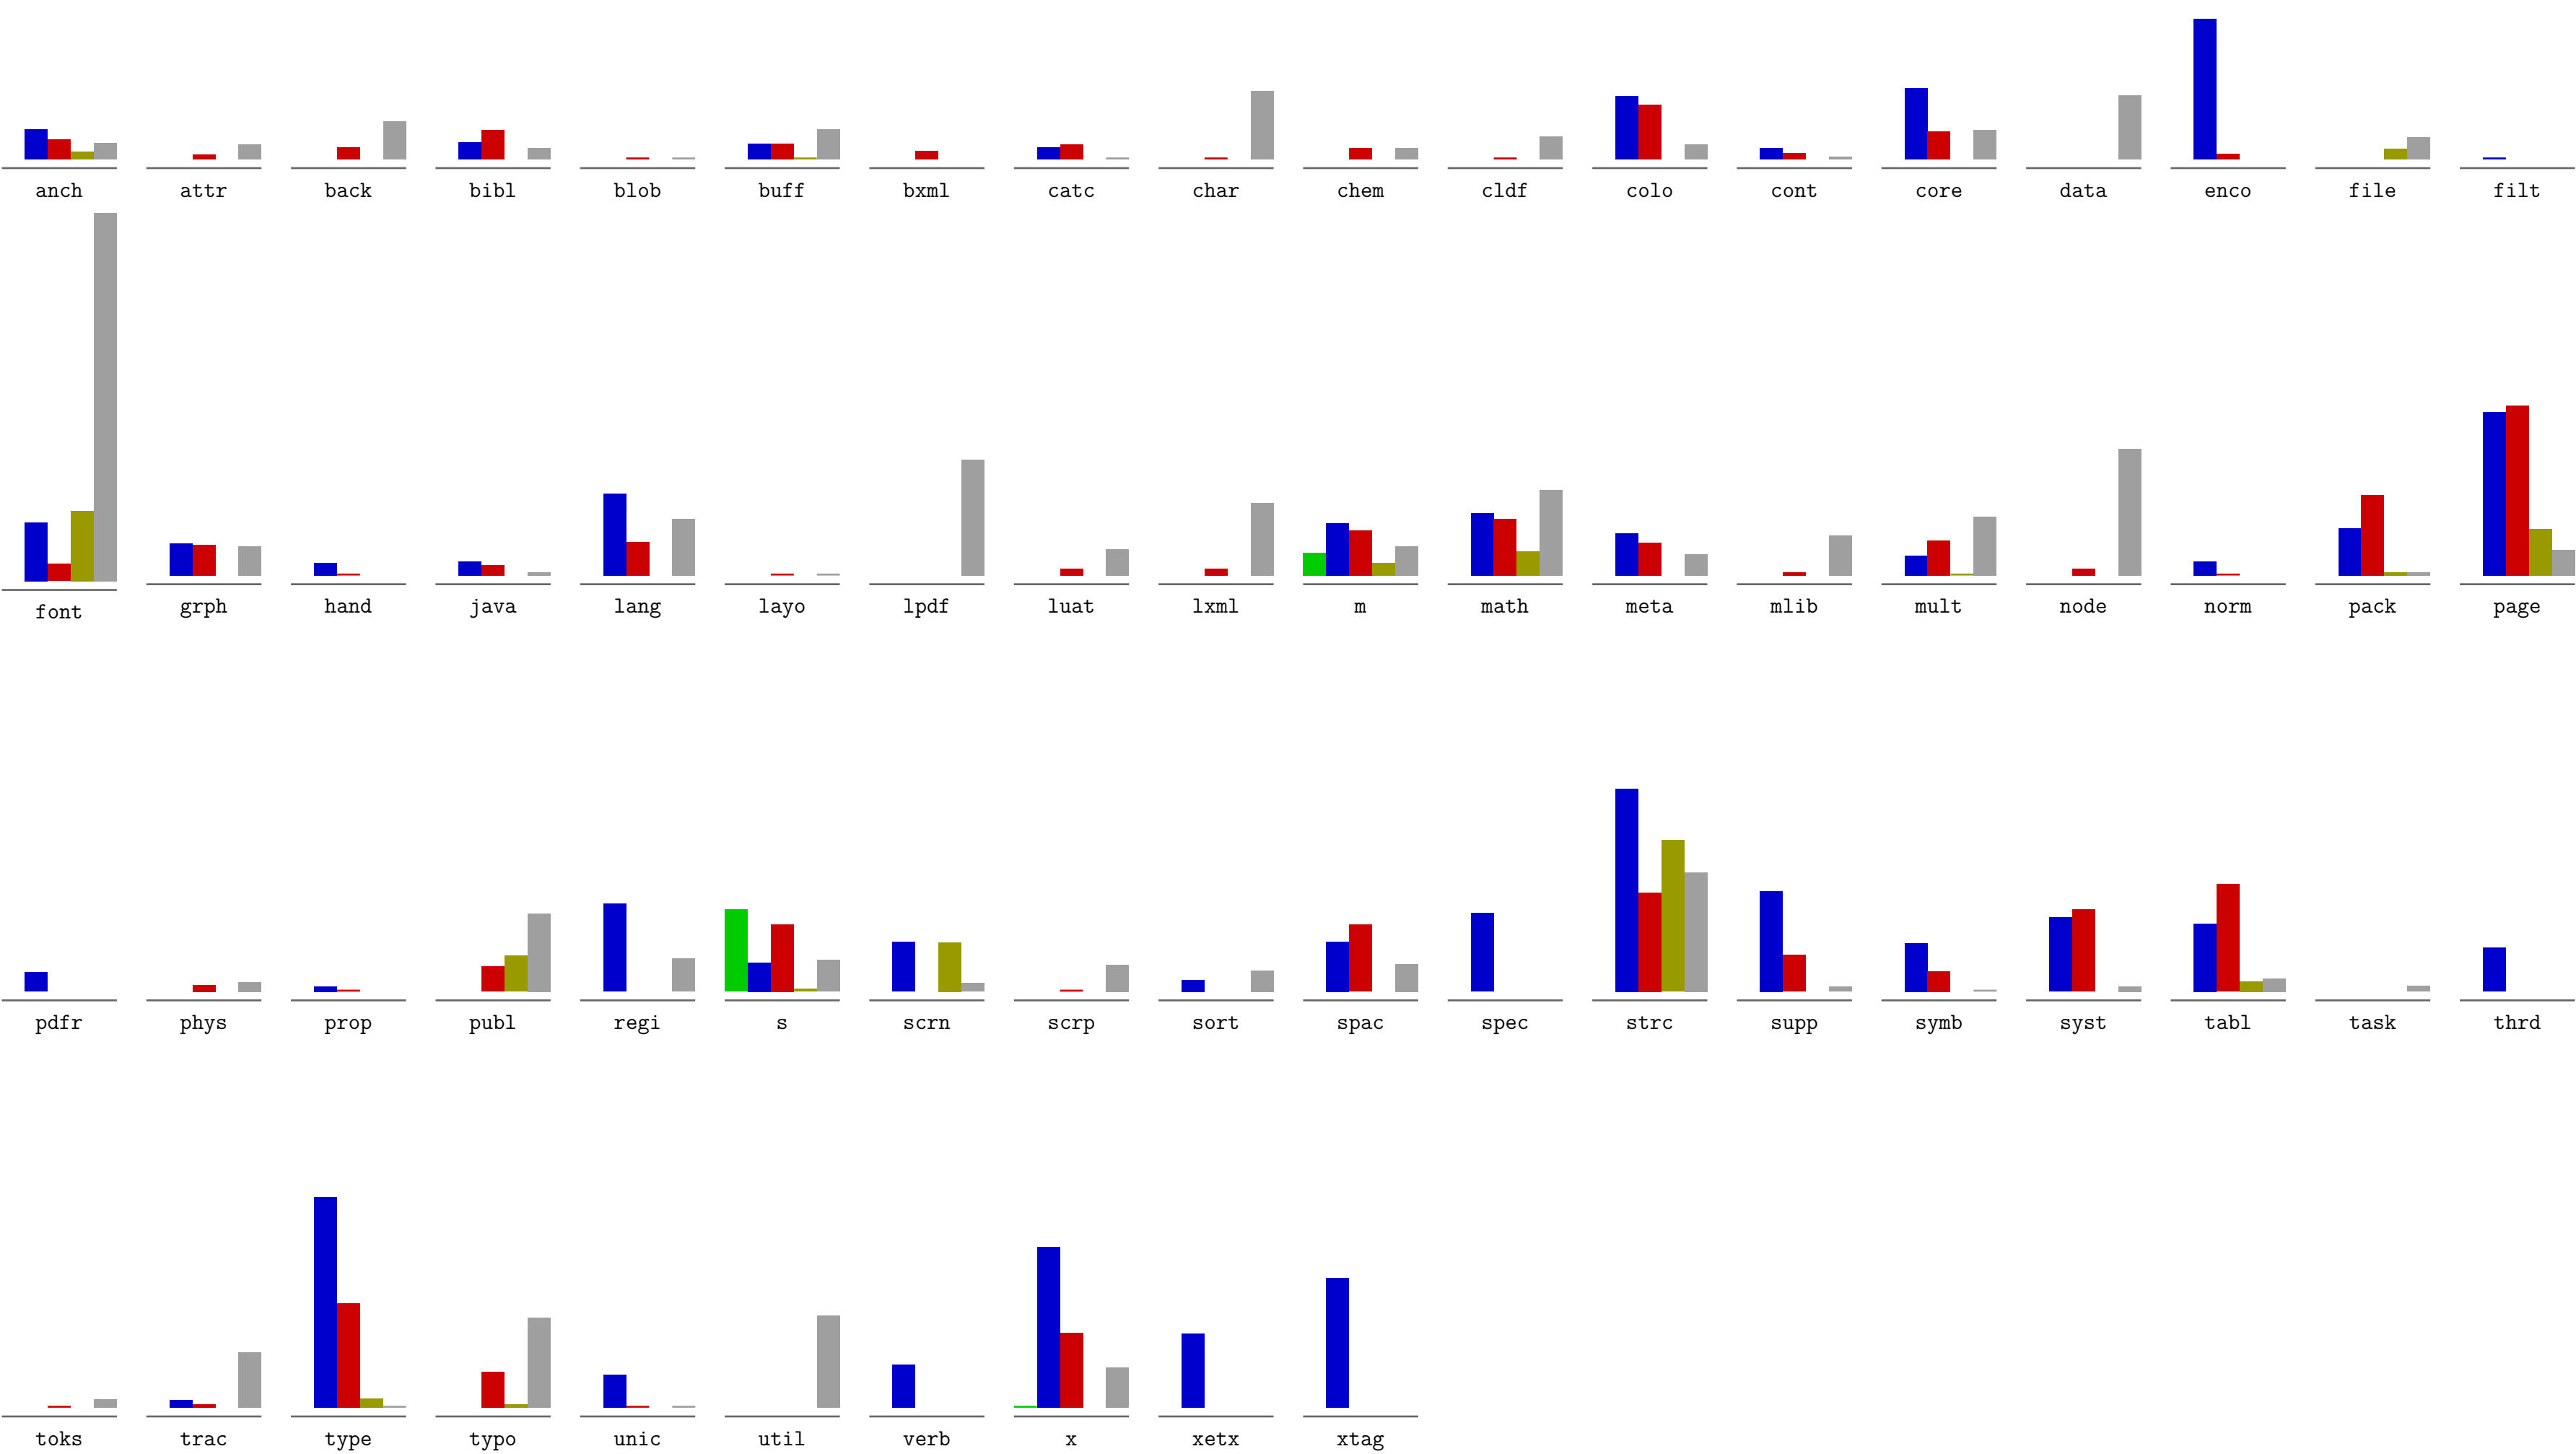 anch attr back bibl blob buff bxml catc char chem cldf colo cont core data enco file filt
font grph hand java lang layo lpdf luat lxml m math meta mlib mult node norm pack page
pdfr phys prop publ regi s scrn scrp sort spac spec strc supp symb syst tabl task thrd
toks trac type typo unic util verb x xetx xtag